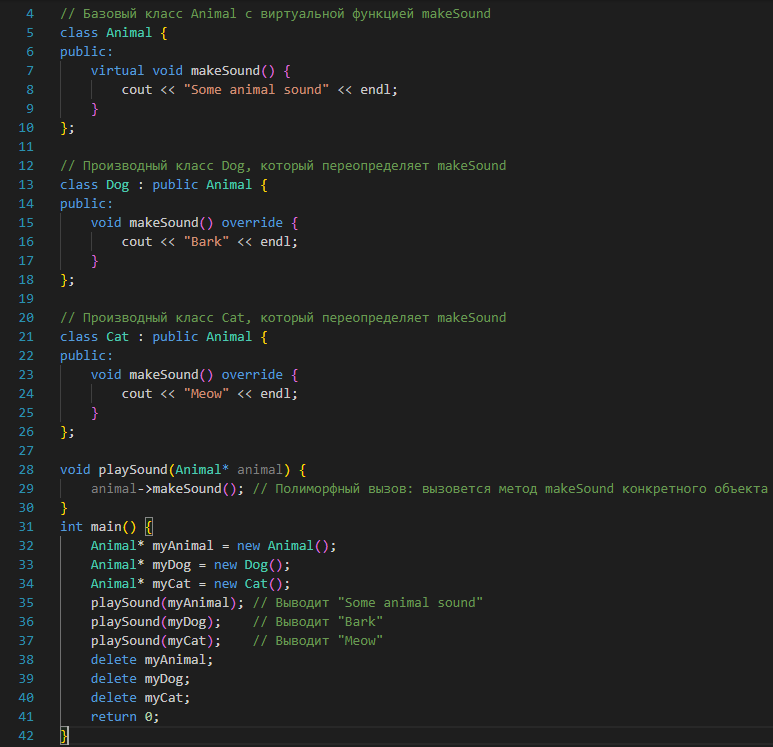 4 // Базовый класс Animal с виртуальной функцией makeSound
5 class Animal {
6 public:
7     virtual void makeSound() {
8         cout << "Some animal sound" << endl;
9     }
10 };
11
12 // Производный класс Dog, который переопределяет makeSound
13 class Dog : public Animal {
14 public:
15     void makeSound() override {
16         cout << "Bark" << endl;
17     }
18 };
19
20 // Производный класс Cat, который переопределяет makeSound
21 class Cat : public Animal {
22 public:
23     void makeSound() override {
24         cout << "Meow" << endl;
25     }
26 };
27
28 void playSound(Animal* animal) {
29     animal->makeSound(); // Полиморфный вызов: вызовется метод makeSound конкретного объекта
30 }
31 int main() {
32     Animal* myAnimal = new Animal();
33     Animal* myDog = new Dog();
34     Animal* myCat = new Cat();
35     playSound(myAnimal); // Выводит "Some animal sound"
36     playSound(myDog);    // Выводит "Bark"
37     playSound(myCat);    // Выводит "Meow"
38     delete myAnimal;
39     delete myDog;
40     delete myCat;
41     return 0;
42 }